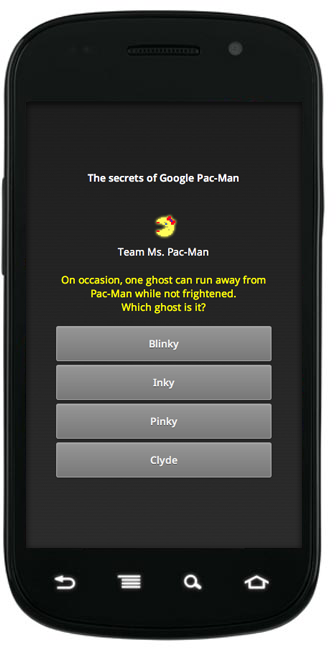 The secrets of Google Pac-Man
Team Ms. Pac-Man
On occasion, one ghost can run away from
Pac-Man while not frightened.
Which ghost is it?
Blinky
Inky
Pinky
Clyde